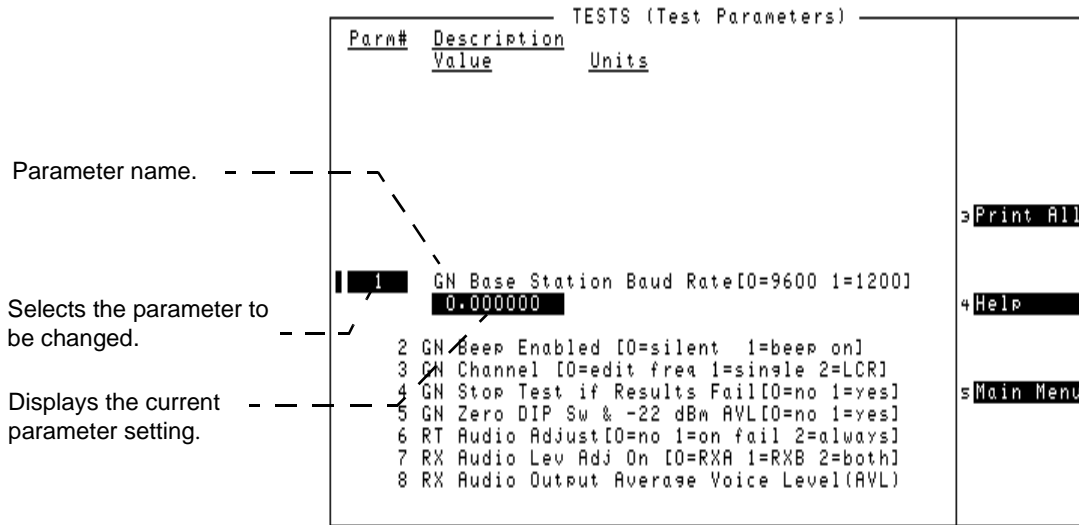 TESTS (Test Parameters)
Parm# Description
Value Units
Parameter name.
3 Print All
1 GN Base Station Baud Rate[0=9600 1=1200]
0.000000
Selects the parameter to
be changed.
4 Help
2 GN Beep Enabled [0=silent 1=beep on]
3 GN Channel [0=edit freq 1=single 2=LCR]
4 GN Stop Test if Results Fail[0=no 1=yes]
5 Main Menu
Displays the current
parameter setting.
5 GN Zero DIP Sw & -22 dBm AVL[0=no 1=yes]
6 RT Audio Adjust[0=no 1=on fail 2=always]
7 RX Audio Lev Adj On [0=RXA 1=RXB 2=both]
8 RX Audio Output Average Voice Level(AVL)